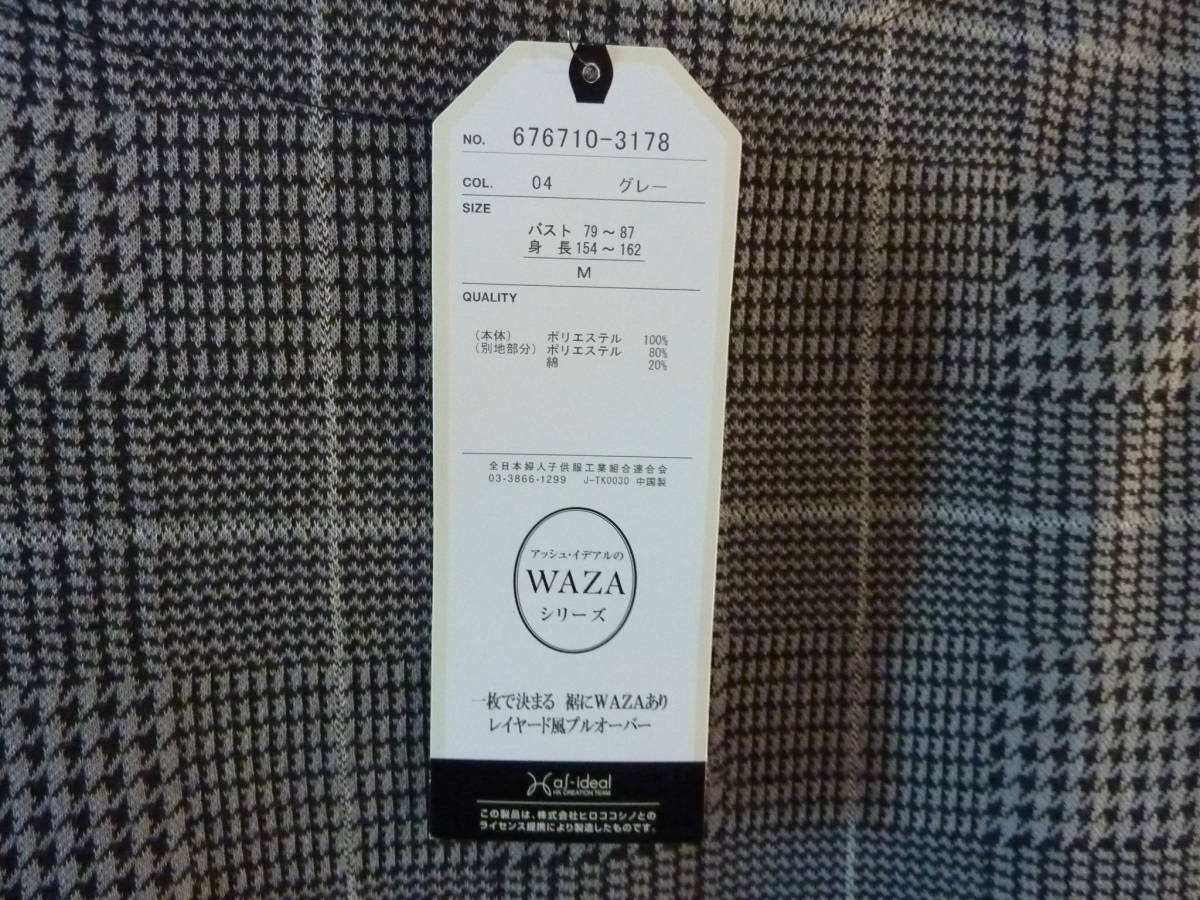 NO. 676710-3178
COL. 04 グレー
SIZE
バスト 79～87
身 長 154～162
M
QUALITY
(本体) ポリエステル 100%
(別地部分) ポリエステル 80%
綿 20%
全日本婦人子供服工業組合連合会
03-3866-1299 J-TK0030 中国製
アッシュ・イデアルの
WAZA
シリーズ
一枚で決まる 裾にWAZAあり
レイヤード風プルオーバー
af-ideal
HK CREATION TEAM
この製品は、株式会社ヒロココシノとの
ライセンス提携により製造したものです。